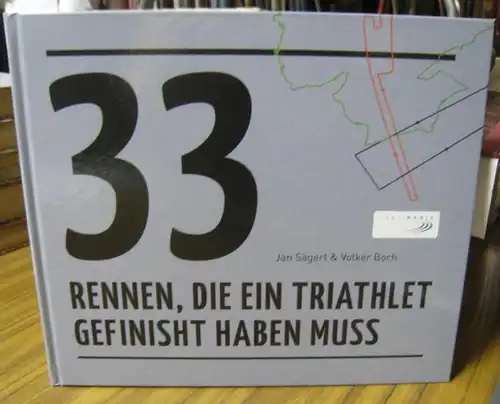 33
Jan Sägert & Volker Boch
RENNEN, DIE EIN TRIATHLET
GEFINISHT HABEN MUSS